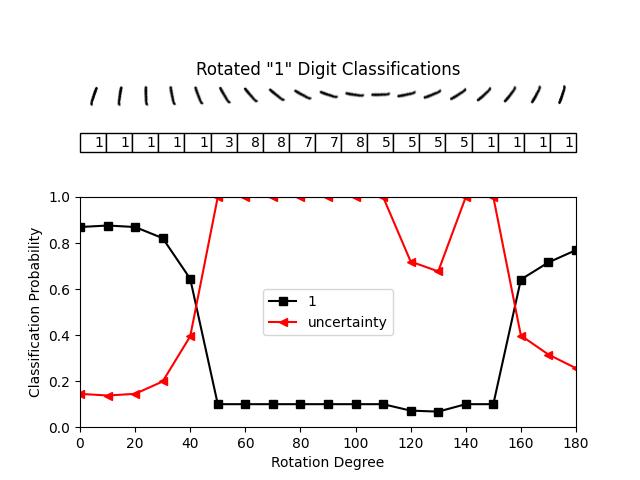 Rotated "1" Digit Classifications
1 1 1 1 1 3 8 8 7 7 8 5 5 5 5 1 1 1 1
1.0
0.8
0.6
0.4
0.2
0.0
Classification Probability
1
uncertainty
0 20 40 60 80 100 120 140 160 180
Rotation Degree